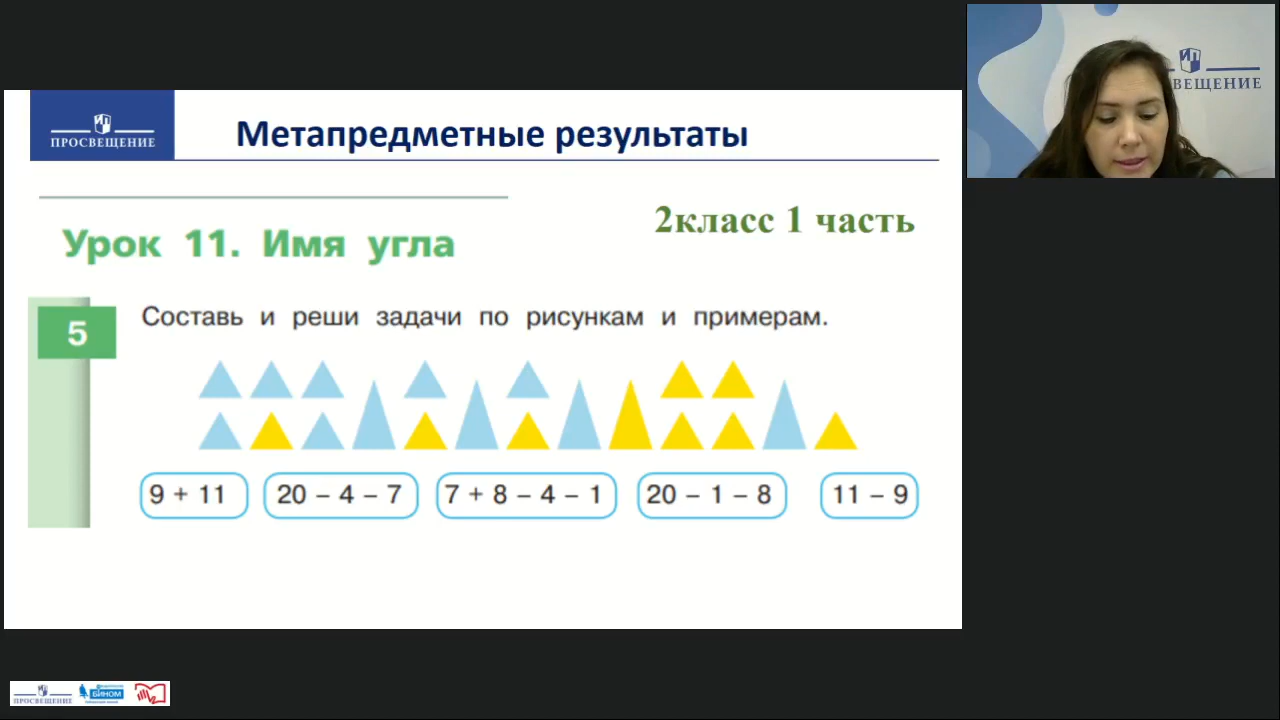 ПРОСВЕЩЕНИЕ
Метапредметные результаты
2класс 1 часть
Урок 11. Имя угла
5
Составь и реши задачи по рисункам и примерам.
9 + 11
20 – 4 – 7
7 + 8 – 4 – 1
20 – 1 – 8
11 – 9
ВЕЩЕНИЕ
ПРОСВЕЩЕНИЕ
БИНОМ